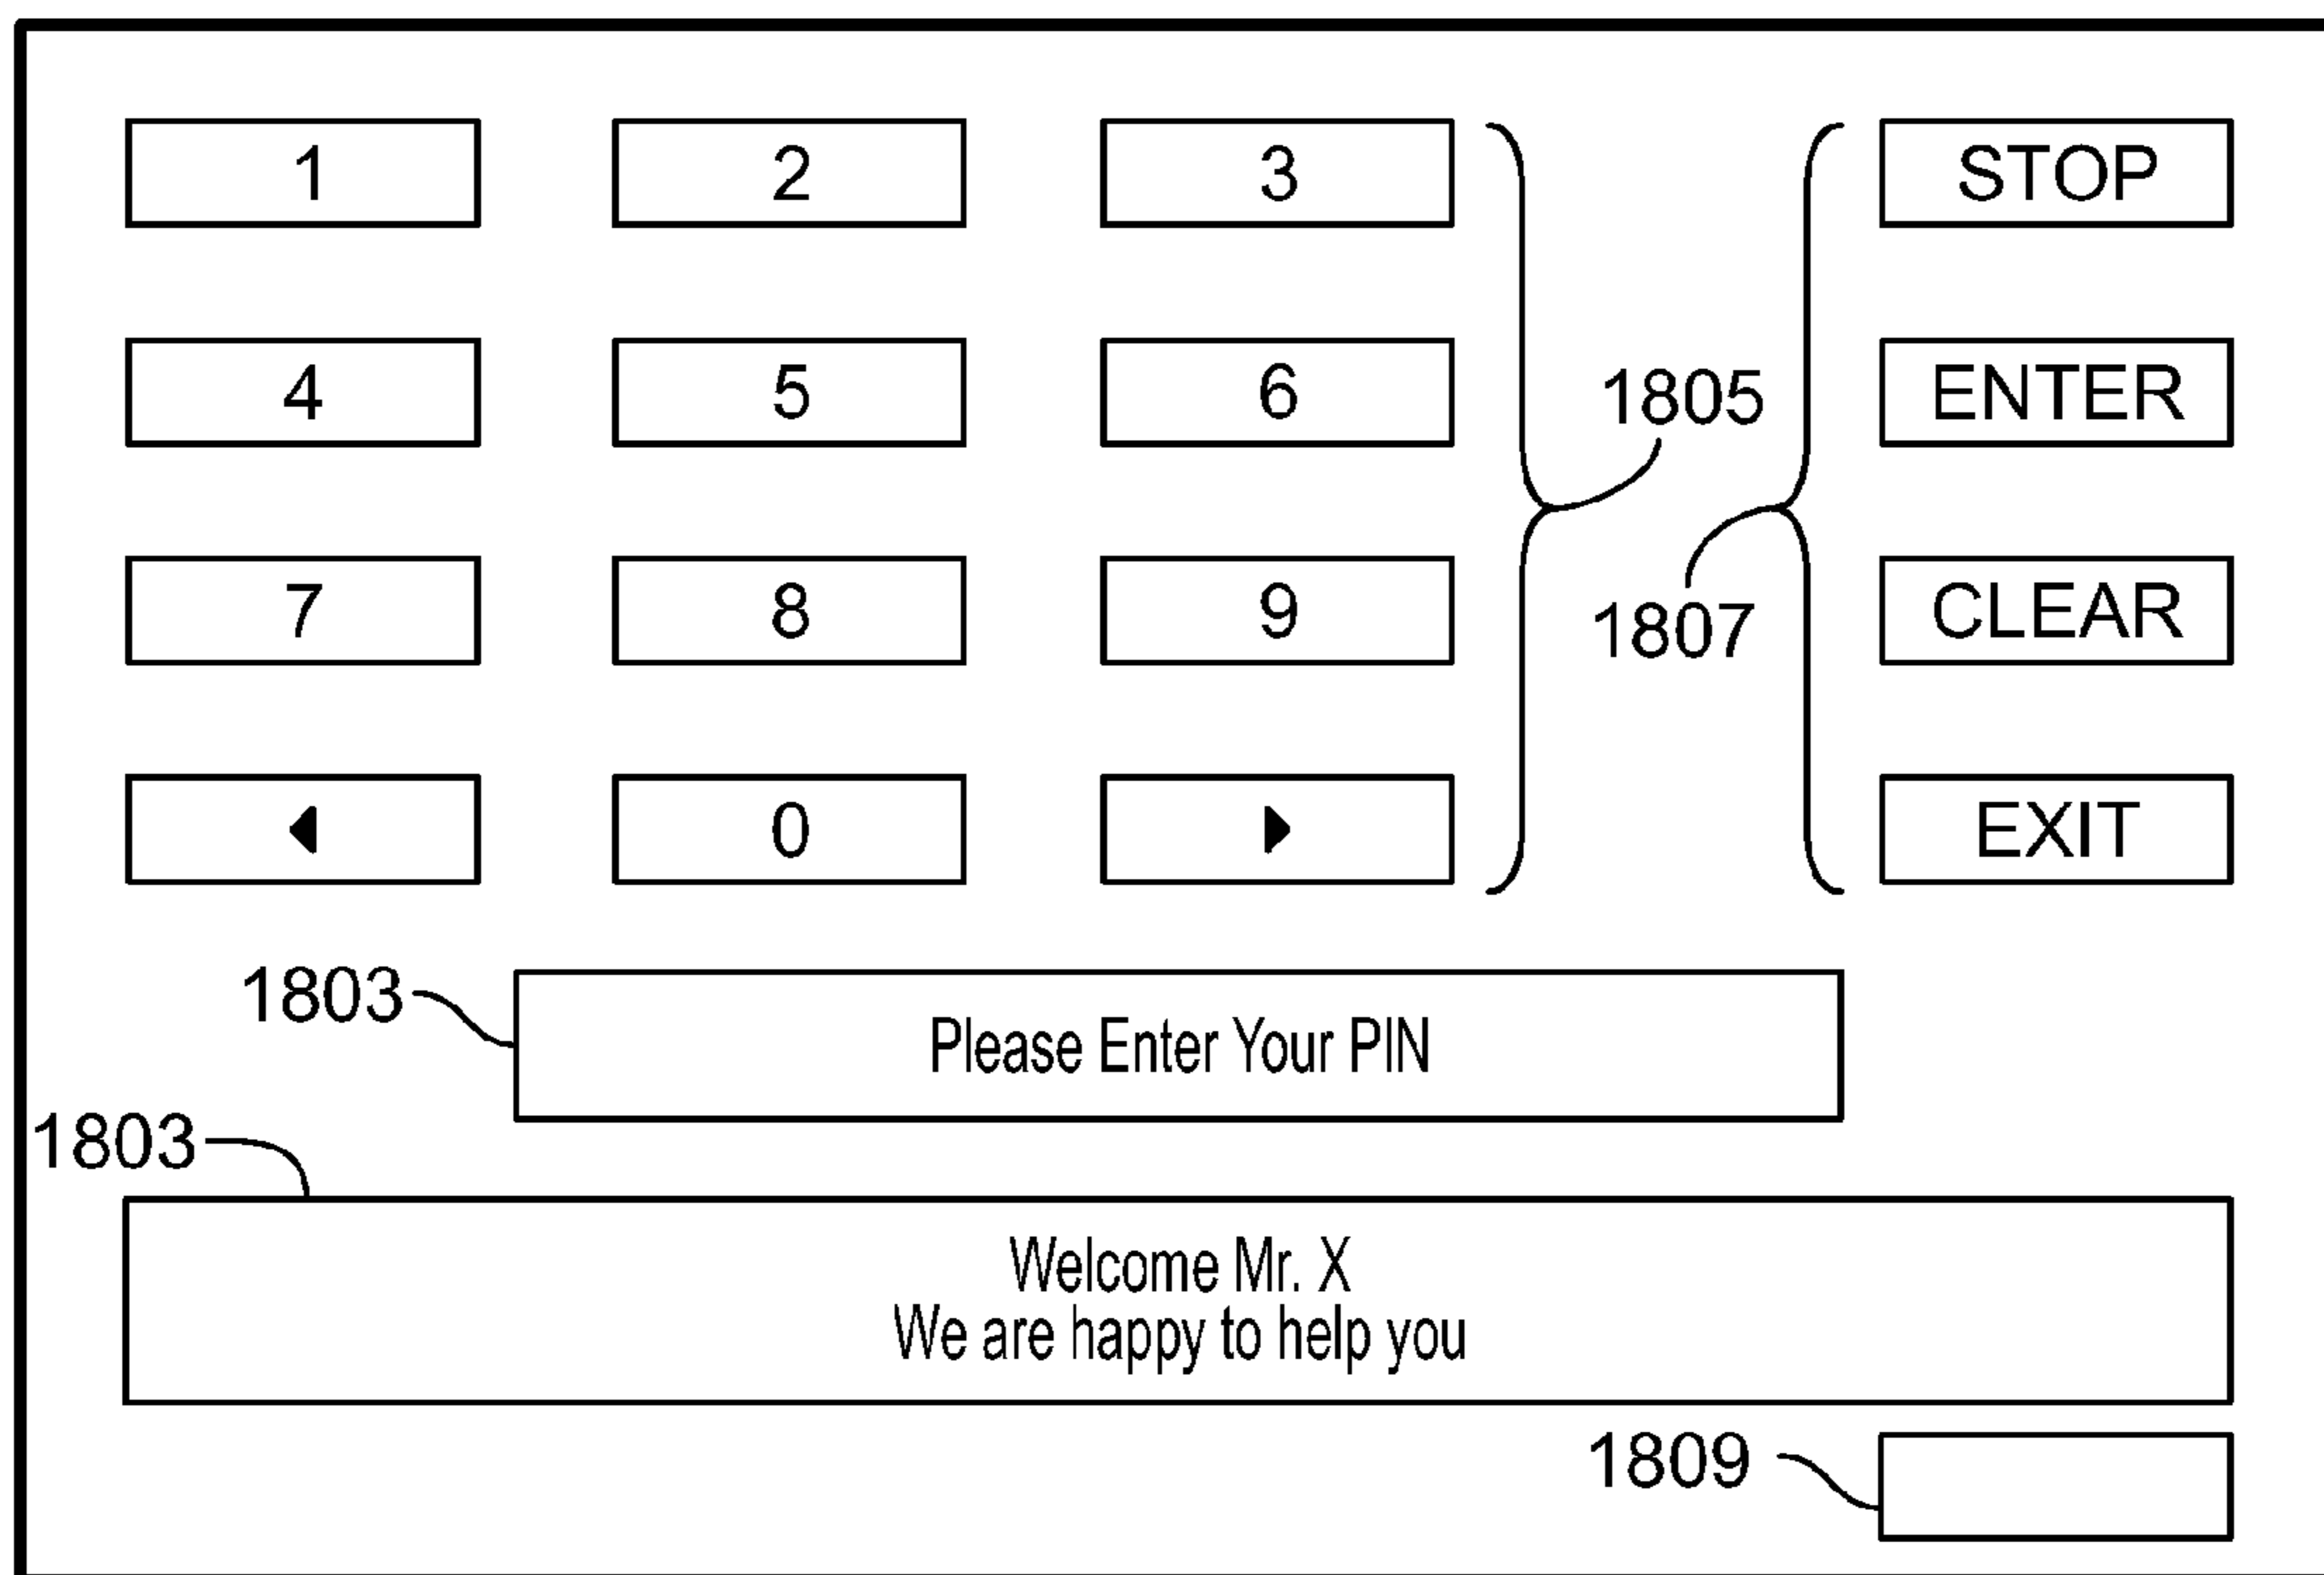 1 2 3 STOP
4 5 6 1805 ENTER
7 8 9 1807 CLEAR
0 EXIT
1803
Please Enter Your PIN
1803
Welcome Mr. X
We are happy to help you
1809